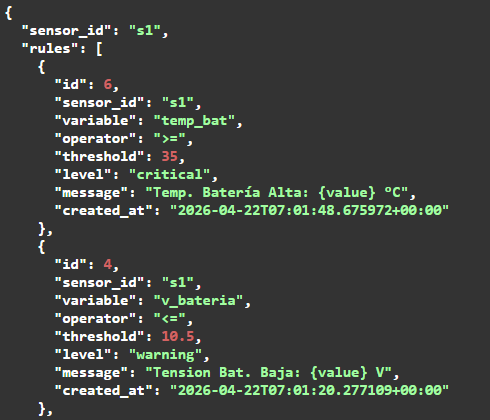 {
"sensor_id": "s1",
"rules": [
{
"id": 6,
"sensor_id": "s1",
"variable": "temp_bat",
"operator": ">=",
"threshold": 35,
"level": "critical",
"message": "Temp. Batería Alta: {value} ºC",
"created_at": "2026-04-22T07:01:48.675972+00:00"
},
{
"id": 4,
"sensor_id": "s1",
"variable": "v_bateria",
"operator": "<=",
"threshold": 10.5,
"level": "warning",
"message": "Tension Bat. Baja: {value} V",
"created_at": "2026-04-22T07:01:20.277109+00:00"
},